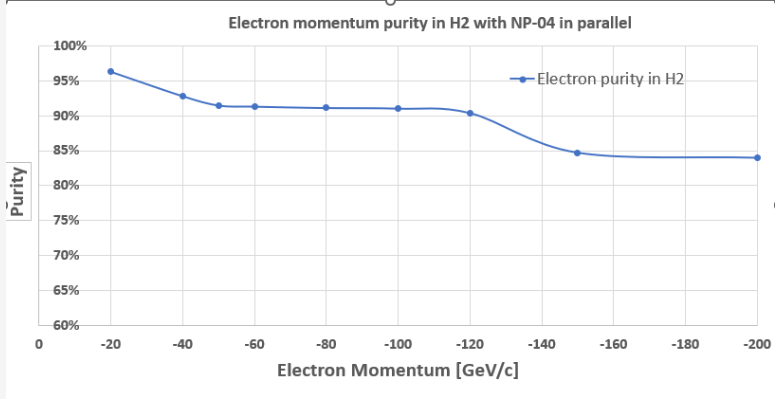 Electron momentum purity in H2 with NP-04 in parallel
100%
95%
Electron purity in H2
90%
85%
80%
75%
70%
65%
60%
Purity
0 -20 -40 -60 -80 -100 -120 -140 -160 -180 -200
Electron Momentum [GeV/c]